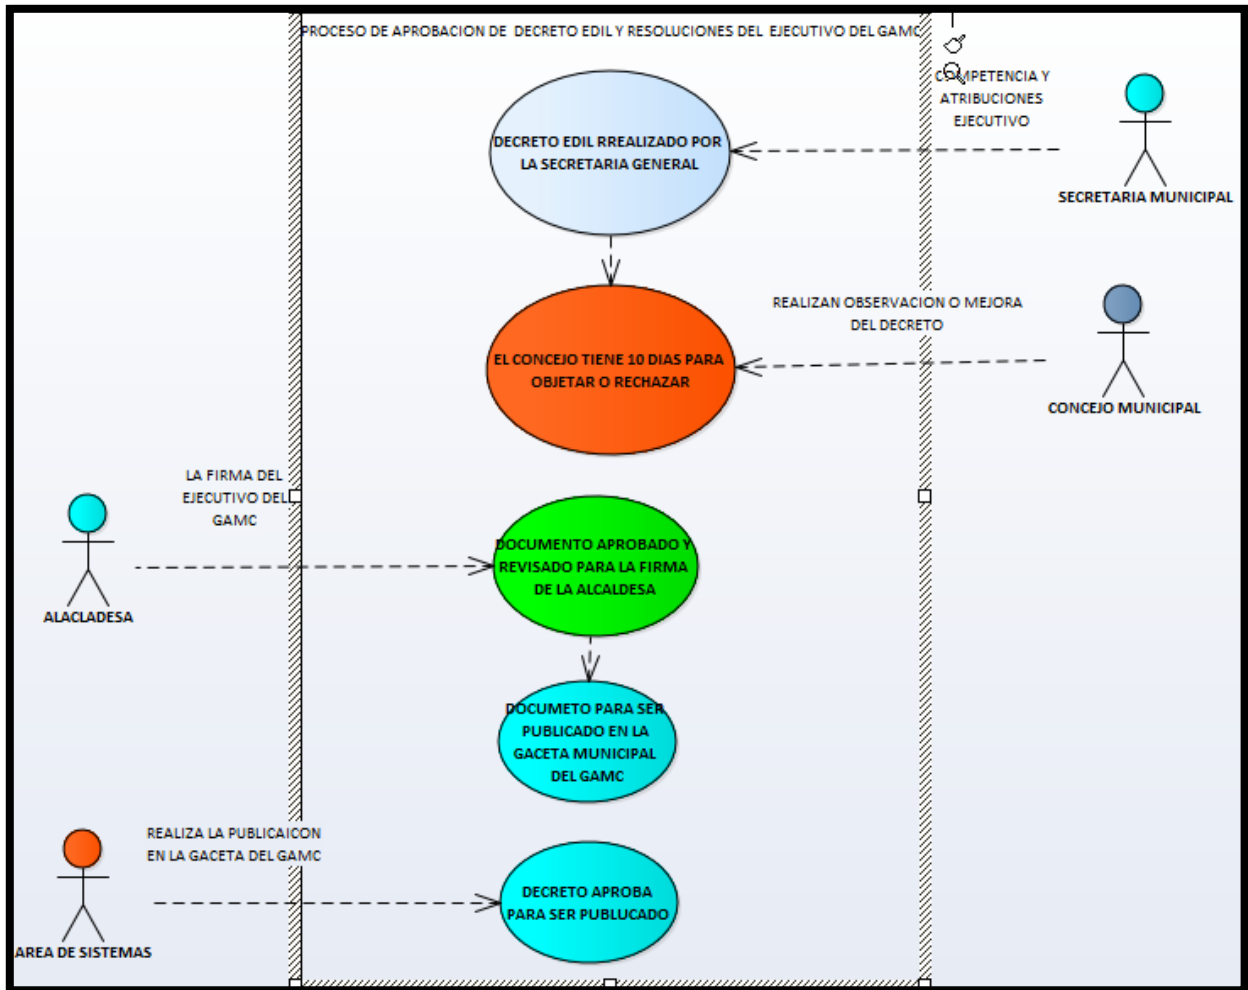 PROCESO DE APROBACION DE DECRETO EDIL Y RESOLUCIONES DEL EJECUTIVO DEL GAMC
COMPETENCIA Y
ATRIBUCIONES
EJECUTIVO
DECRETO EDIL RREALIZADO POR
LA SECRETARIA GENERAL
SECRETARIA MUNICIPAL
REALIZAN OBSERVACION O MEJORA
DEL DECRETO
EL CONCEJO TIENE 10 DIAS PARA
OBJETAR O RECHAZAR
CONCEJO MUNICIPAL
LA FIRMA DEL
EJECUTIVO DEL
GAMC
DOCUMENTO APROBADO Y
REVISADO PARA LA FIRMA
DE LA ALCALDESA
ALACLADESA
DOCUMETO PARA SER
PUBLICADO EN LA
GACETA MUNICIPAL
DEL GAMC
REALIZA LA PUBLICAICON
EN LA GACETA DEL GAMC
DECRETO APROBA
PARA SER PUBLUCADO
AREA DE SISTEMAS